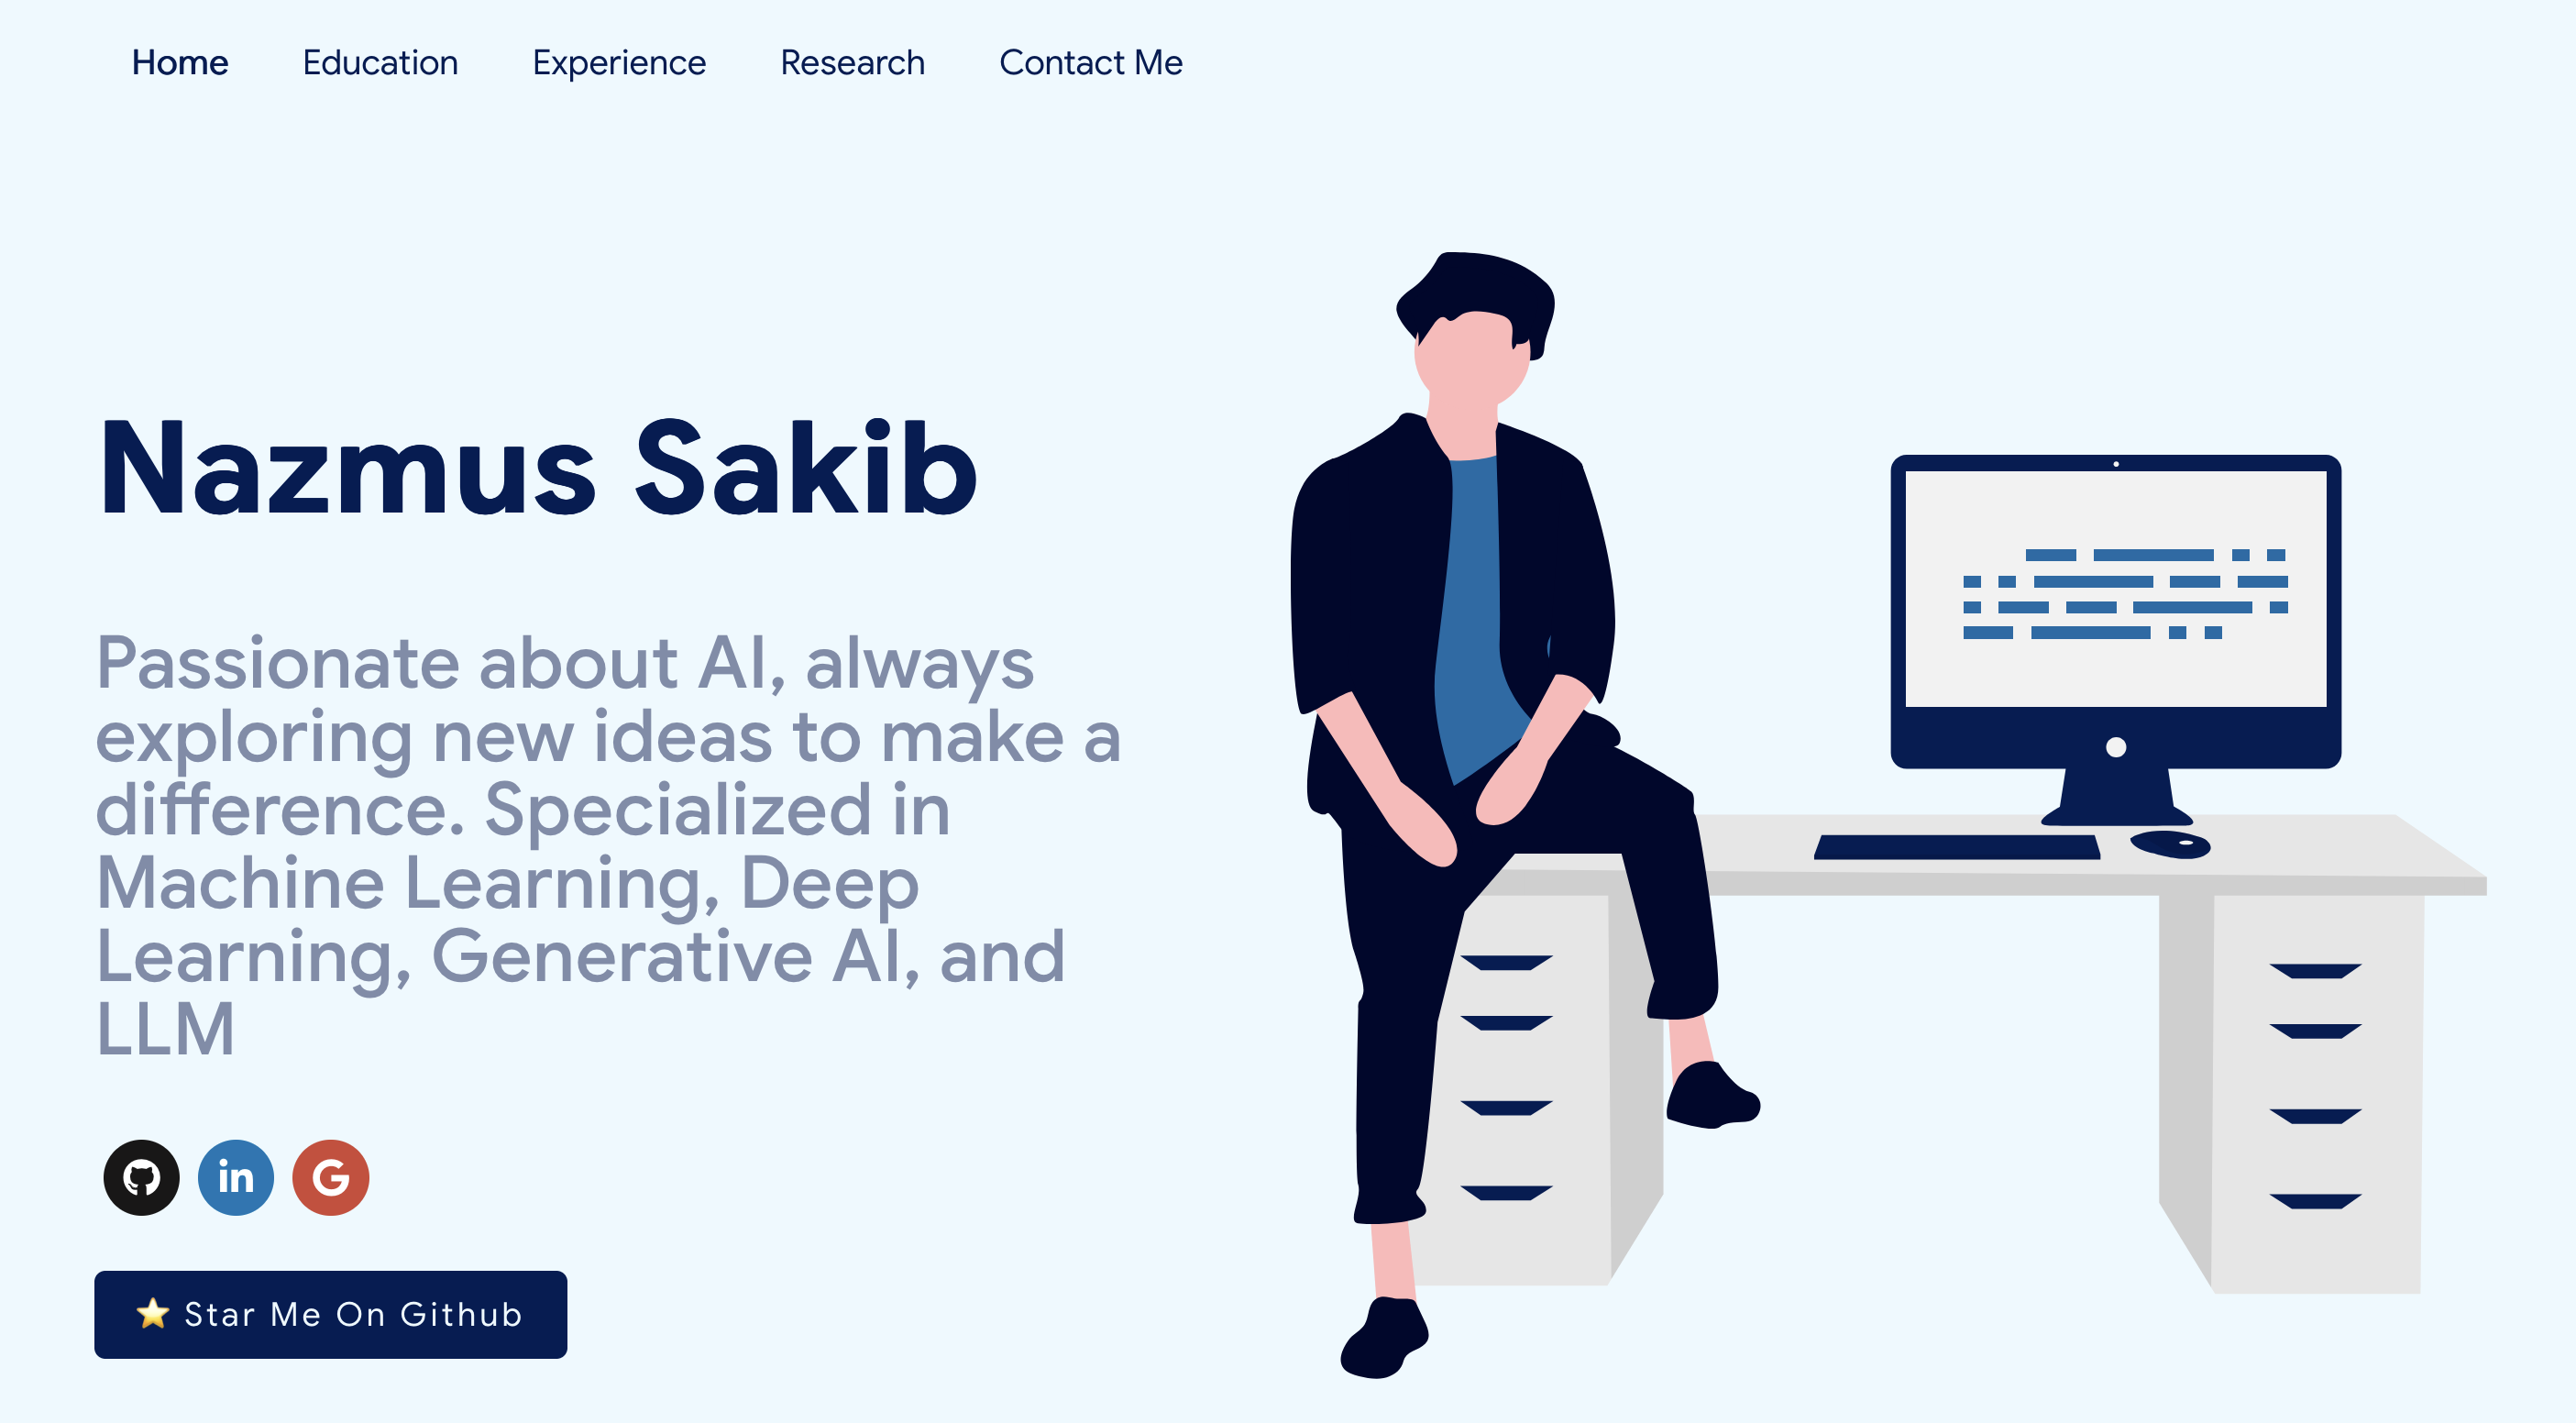 Home Education Experience Research Contact Me
Nazmus Sakib
Passionate about AI, always
exploring new ideas to make a
difference. Specialized in
Machine Learning, Deep
Learning, Generative AI, and
LLM
in G
⭐ Star Me On Github